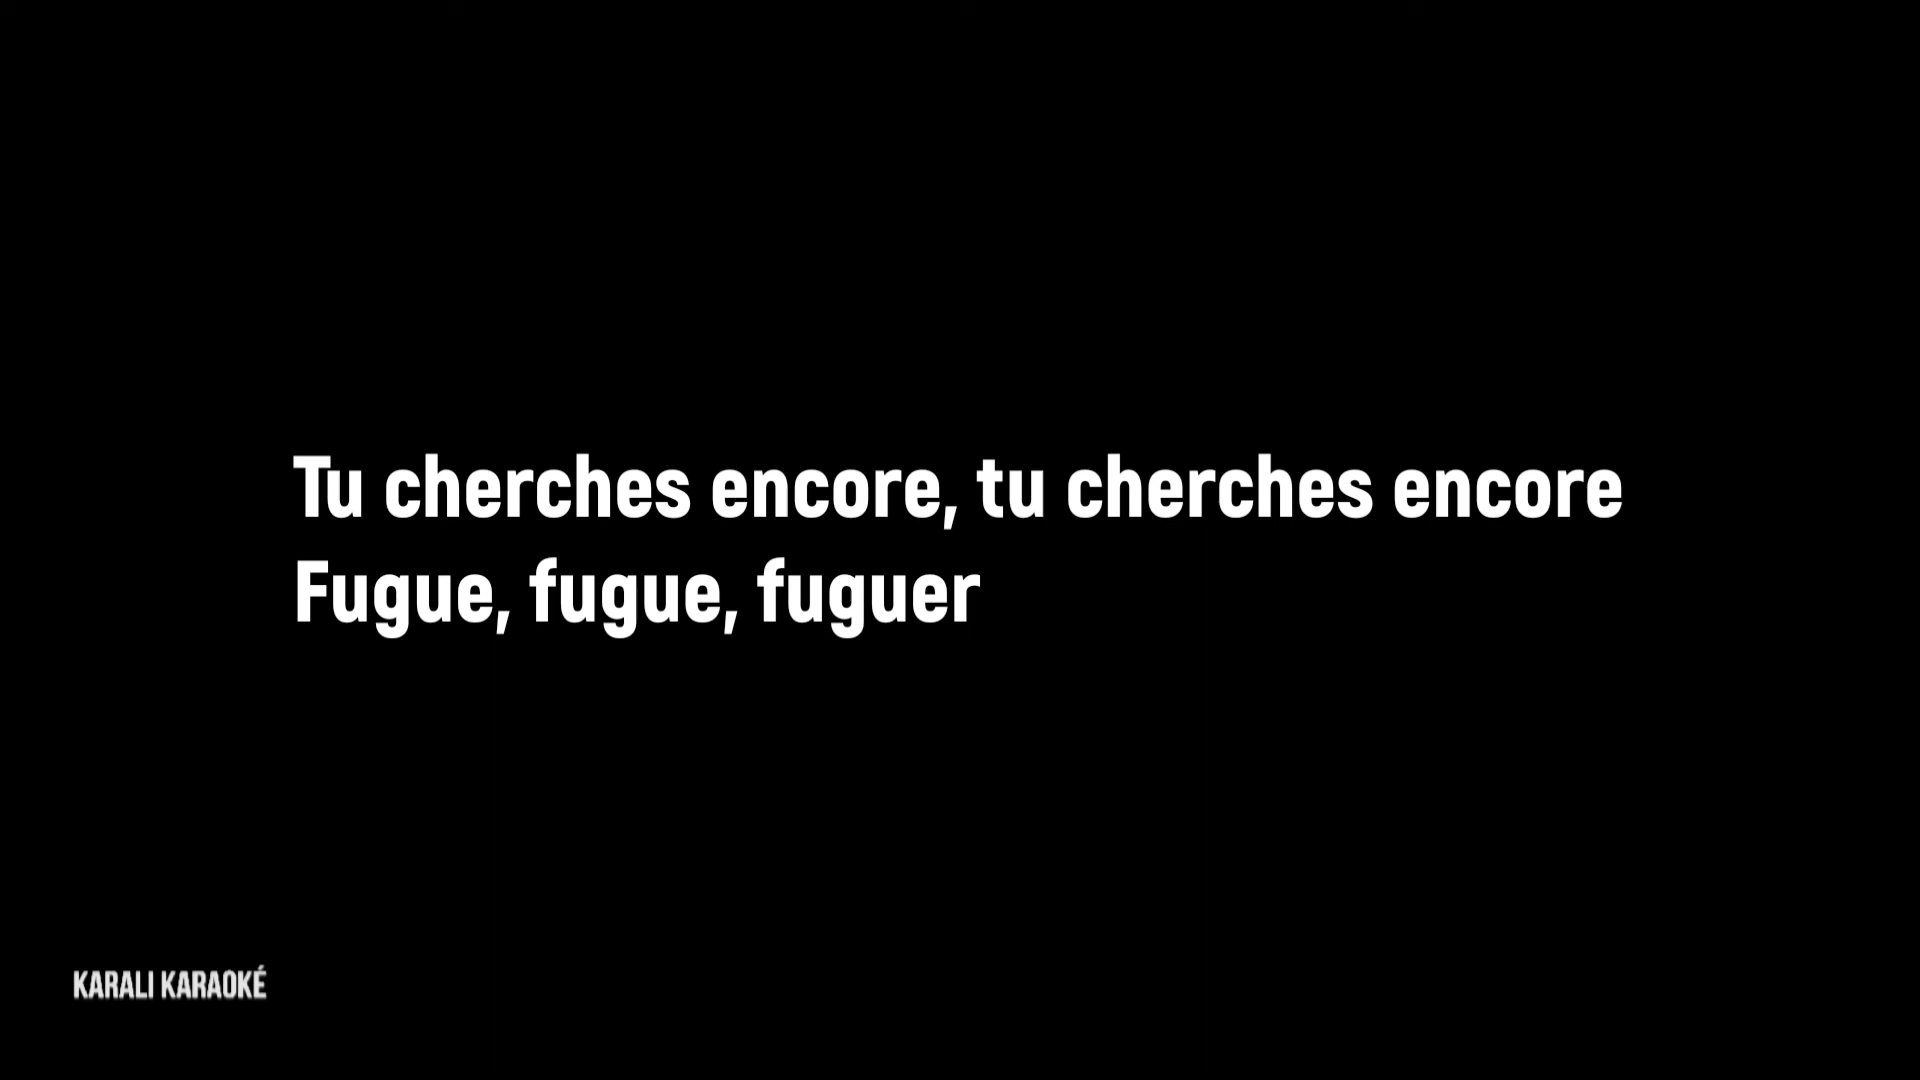 Tu cherches encore, tu cherches encore
Fugue, fugue, fuguer
KARALI KARAOKÉ